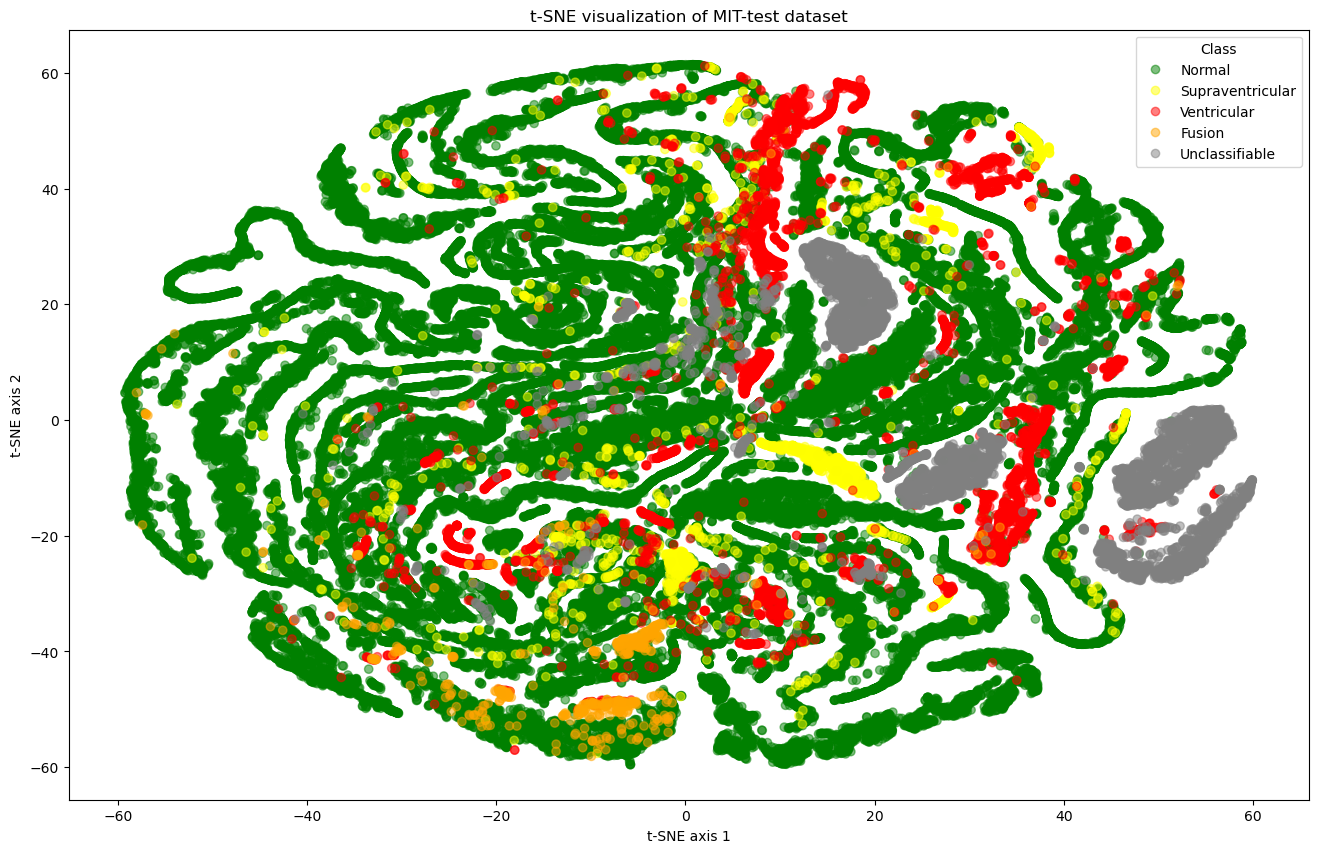 t-SNE visualization of MIT-test dataset
Class
Normal
Supraventricular
Ventricular
Fusion
Unclassifiable
60
40
20
0
−20
−40
−60
t-SNE axis 2
−60
−40
−20
0
20
40
60
t-SNE axis 1